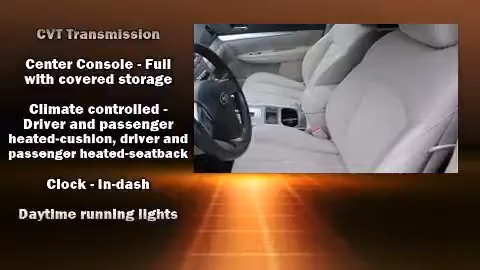 CVT Transmission
Center Console - Full
with covered storage
Climate controlled -
Driver and passenger
heated-cushion, driver and
passenger heated-seatback
Clock - In-dash
Daytime running lights